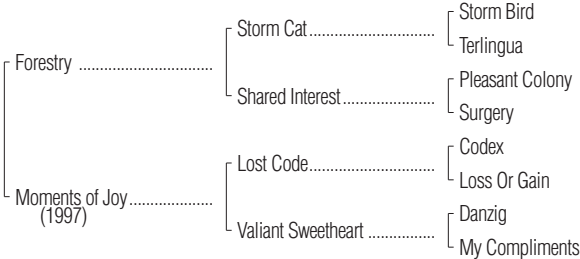 Storm Bird
Storm Cat
Terlingua
Forestry
Pleasant Colony
Shared Interest
Surgery
Codex
Lost Code
Loss Or Gain
Moments of Joy
(1997)
Danzig
Valiant Sweetheart
My Compliments